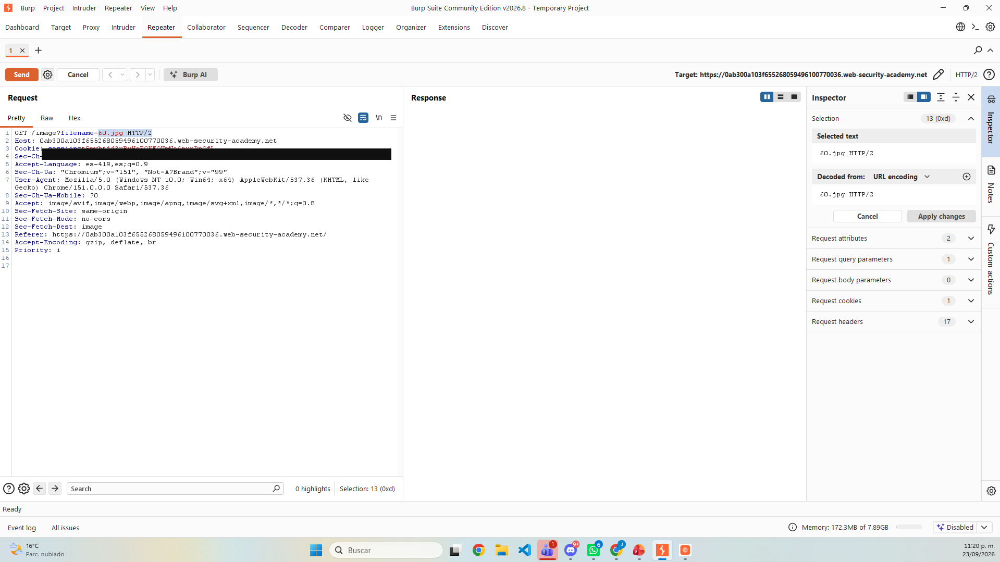 Burp Project Intruder Repeater View Help
Burp Suite Community Edition v2026.8 - Temporary Project
Dashboard Target Proxy Intruder Repeater Collaborator Sequencer Decoder Comparer Logger Organizer Extensions Discover
1
Send Cancel Burp AI
Target: https://0ab300a103f655268059496100770036.web-security-academy.net HTTP/2
Request
Pretty Raw Hex
\n
1 GET /image?filename=60.jpg HTTP/2
2 Host: 0ab300a103f655268059496100770036.web-security-academy.net
3 Cookie:
4 Sec-Ch-
5 Accept-Language: es-419,es;q=0.9
6 Sec-Ch-Ua: "Chromium";v="151", "Not=A?Brand";v="99"
7 User-Agent: Mozilla/5.0 (Windows NT 10.0; Win64; x64) AppleWebKit/537.36 (KHTML, like
Gecko) Chrome/151.0.0.0 Safari/537.36
8 Sec-Ch-Ua-Mobile: ?0
9 Accept: image/avif,image/webp,image/apng,image/svg+xml,image/*,*/*;q=0.8
10 Sec-Fetch-Site: same-origin
11 Sec-Fetch-Mode: no-cors
12 Sec-Fetch-Dest: image
13 Referer: https://0ab300a103f655268059496100770036.web-security-academy.net/
14 Accept-Encoding: gzip, deflate, br
15 Priority: i
16
17
Search
0 highlights
Selection: 13 (0xd)
Response
Inspector
Selection 13 (0xd)
Selected text
60.jpg HTTP/2
Decoded from: URL encoding
60.jpg HTTP/2
Cancel Apply changes
Request attributes 2
Request query parameters 1
Request body parameters 0
Request cookies 1
Request headers 17
Inspector
Notes
Custom actions
Ready
Event log All issues
Memory: 172.3MB of 7.89GB
Disabled
16°C
Parc. nublado
Buscar
1
9+
6
J
11:20 p. m.
23/09/2026